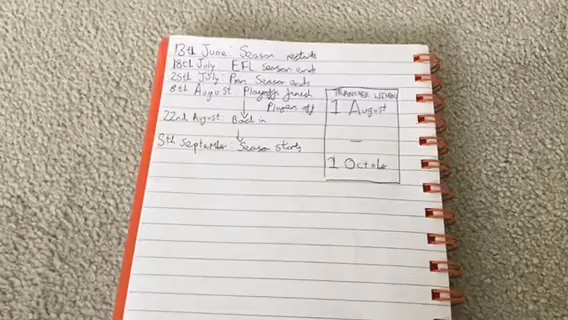 13th June: Season restarts
18th July EFL season ends
25th July: Prem Season ends
8th August Playoffs final
Players off
22nd August: Back in
5th September: Season starts
TRANSFER WINDOW
1 August
-
1 October